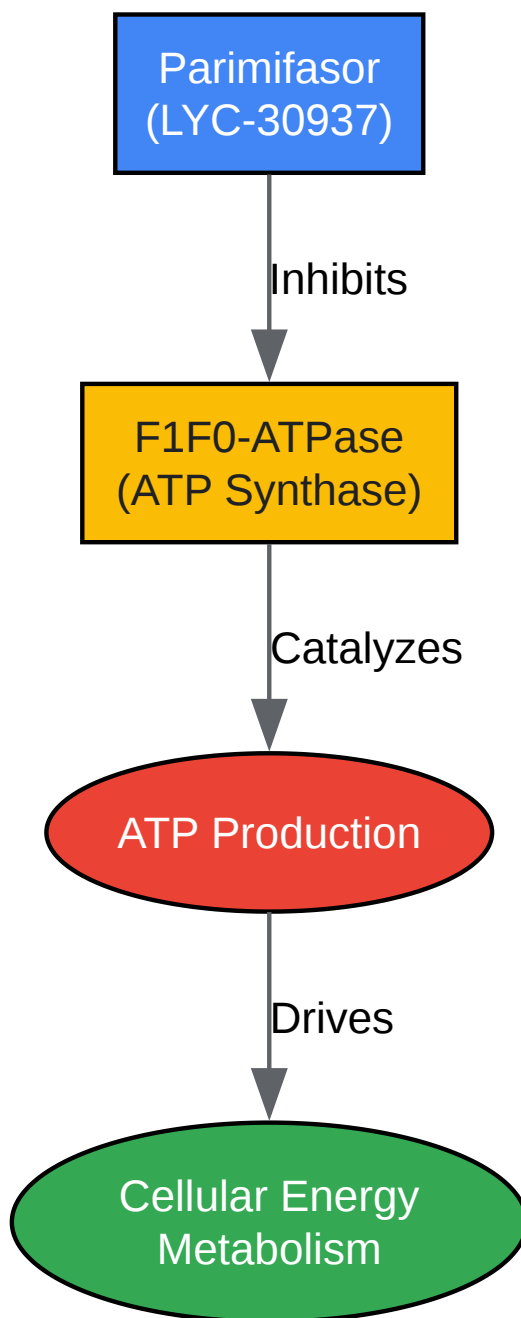 Parimifasor
(LYC-30937)
Inhibits
F1F0-ATPase
(ATP Synthase)
Catalyzes
ATP Production
Drives
Cellular Energy
Metabolism